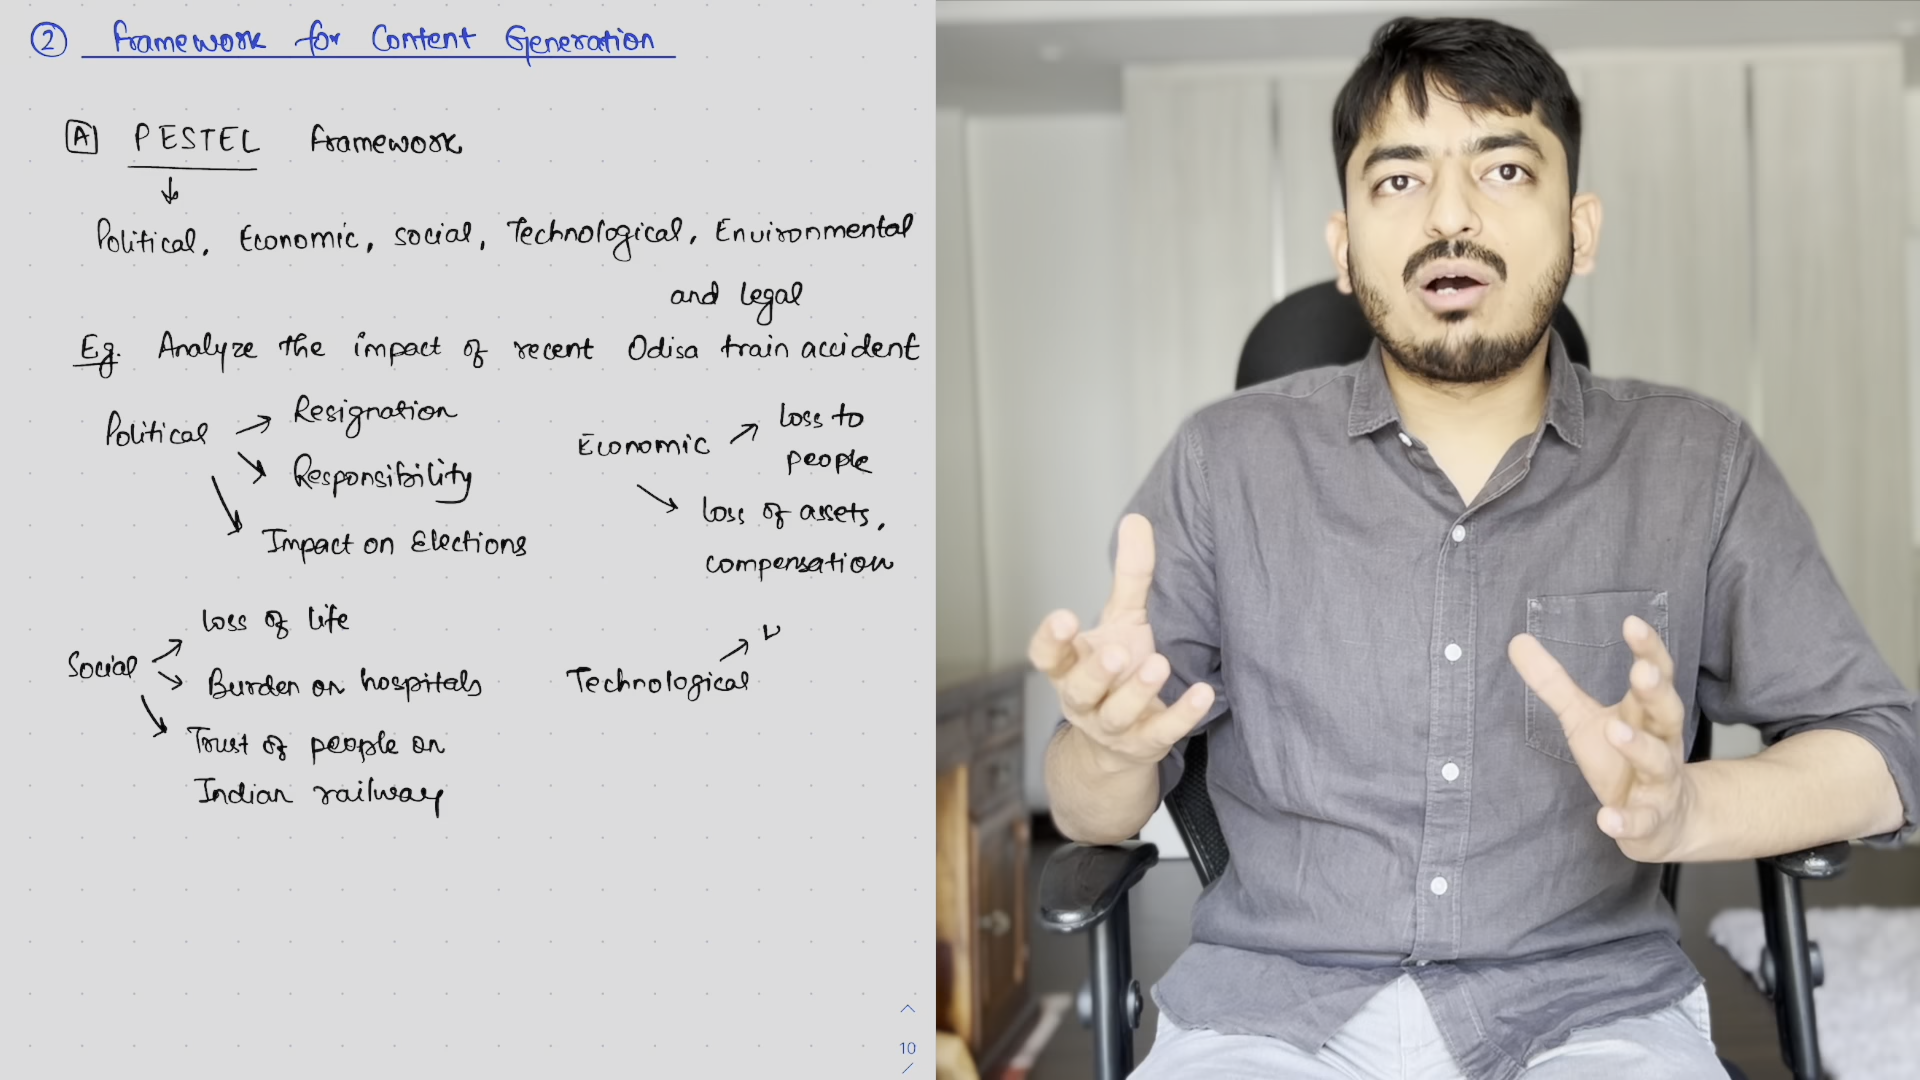 2 Framework for Content Generation
A PESTEL framework
Political, Economic, social, Technological, Environmental
and legal
Eg. Analyze the impact of recent Odisa train accident
Political
Resignation
Responsibility
Impact on Elections
Economic
loss to
people
loss of assets,
compensation
Social
loss of life
Burden on hospitals
Trust of people on
Indian railway
Technological
10